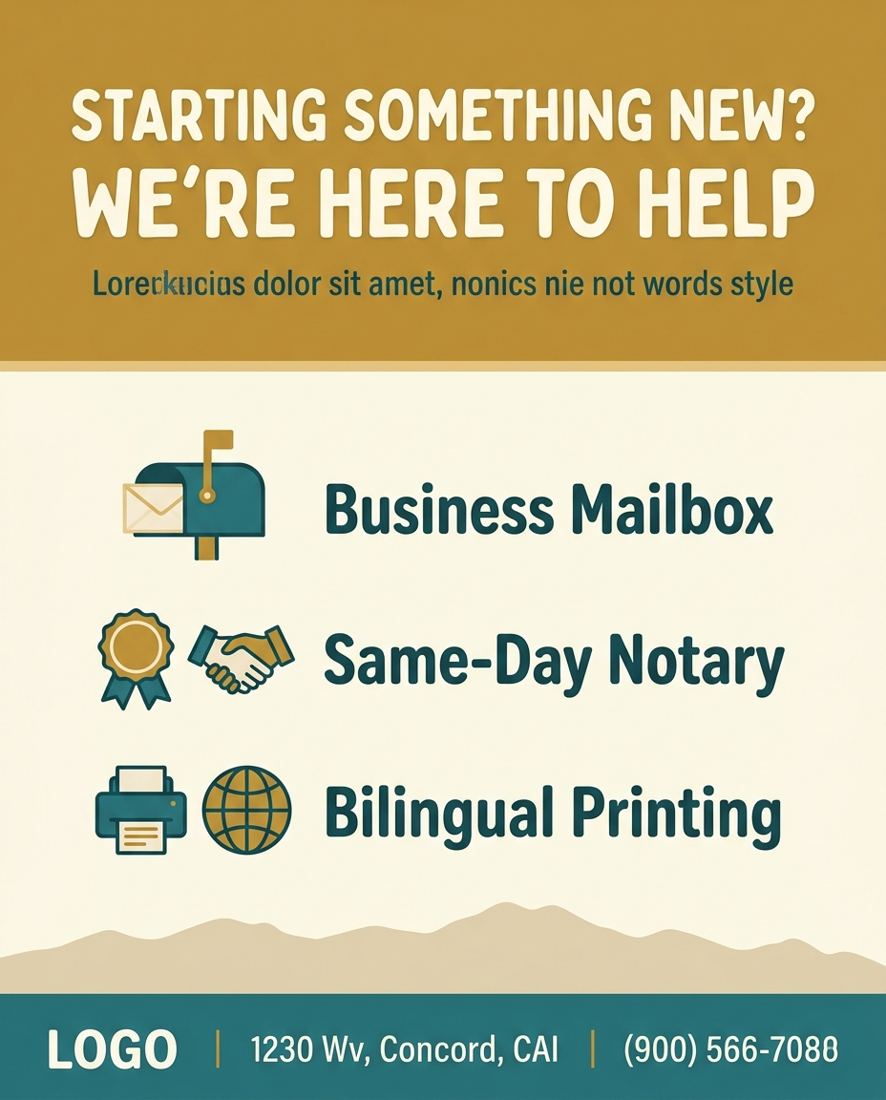 STARTING SOMETHING NEW?
WE'RE HERE TO HELP
dolor sit amet, nonics nie not words style
Business Mailbox
Same-Day Notary
Bilingual Printing
LOGO | 1230 Wv, Concord, CAI | (900) 566-7088